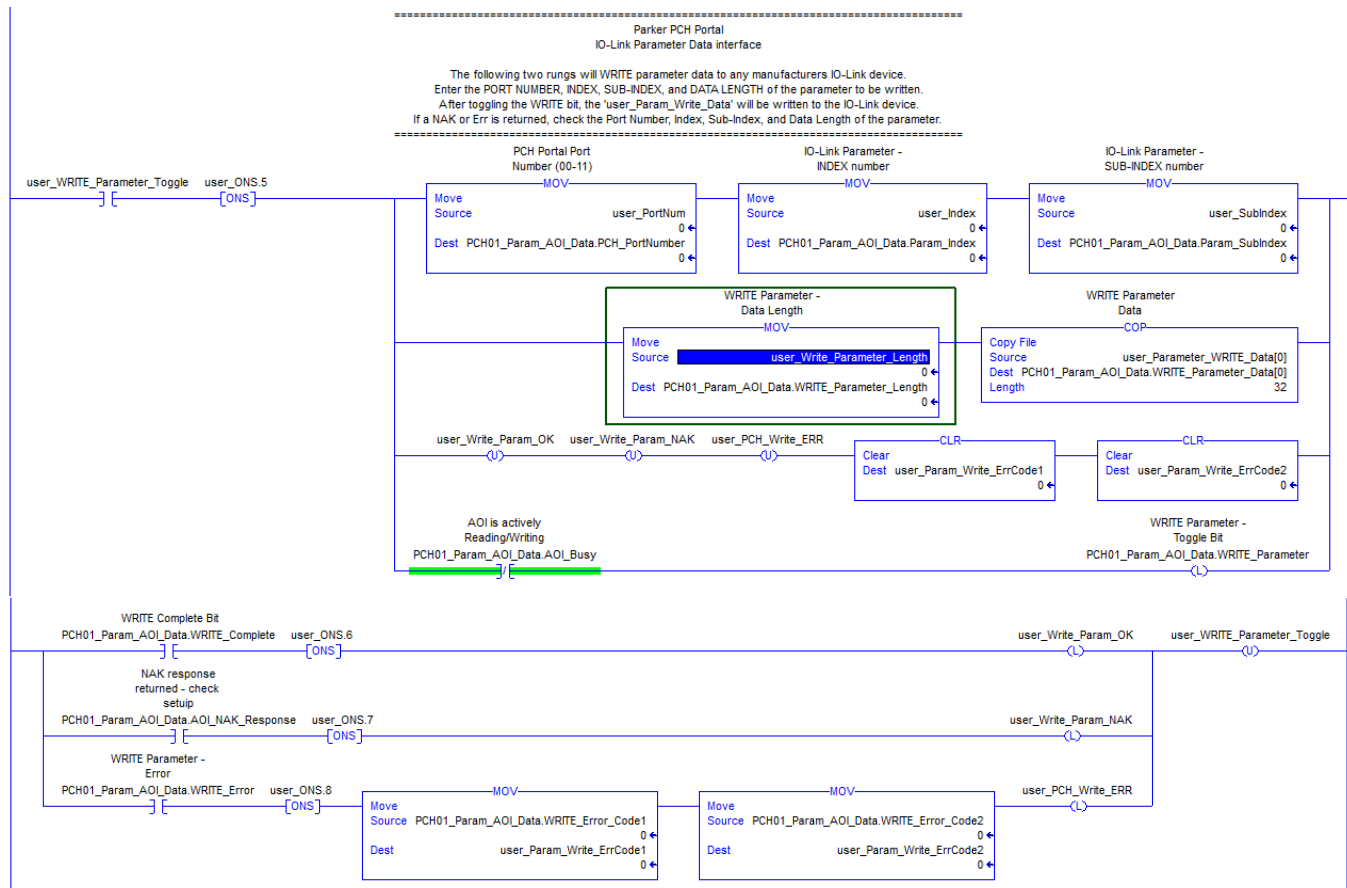 ==========================================================================================
Parker PCH Portal
IO-Link Parameter Data interface
The following two rungs will WRITE parameter data to any manufacturers IO-Link device.
Enter the PORT NUMBER, INDEX, SUB-INDEX, and DATA LENGTH of the parameter to be written.
After toggling the WRITE bit, the 'user_Param_Write_Data' will be written to the IO-Link device.
If a NAK or Err is returned, check the Port Number, Index, Sub-Index, and Data Length of the parameter.
==========================================================================================
PCH Portal Port
Number (00-11)
IO-Link Parameter -
INDEX number
IO-Link Parameter -
SUB-INDEX number
user_WRITE_Parameter_Toggle
user_ONS.5
ONS
MOV
Move
Source user_PortNum
0
Dest PCH01_Param_AOI_Data.PCH_PortNumber
0
MOV
Move
Source user_Index
0
Dest PCH01_Param_AOI_Data.Param_Index
0
MOV
Move
Source user_SubIndex
0
Dest PCH01_Param_AOI_Data.Param_SubIndex
0
WRITE Parameter -
Data Length
MOV
Move
Source user_Write_Parameter_Length
0
Dest PCH01_Param_AOI_Data.WRITE_Parameter_Length
0
WRITE Parameter
Data
COP
Copy File
Source user_Parameter_WRITE_Data[0]
Dest PCH01_Param_AOI_Data.WRITE_Parameter_Data[0]
Length 32
user_Write_Param_OK
U
user_Write_Param_NAK
U
user_PCH_Write_ERR
U
CLR
Clear
Dest user_Param_Write_ErrCode1
0
CLR
Clear
Dest user_Param_Write_ErrCode2
0
AOI is actively
Reading/Writing
PCH01_Param_AOI_Data.AOI_Busy
WRITE Parameter -
Toggle Bit
PCH01_Param_AOI_Data.WRITE_Parameter
L
WRITE Complete Bit
PCH01_Param_AOI_Data.WRITE_Complete
user_ONS.6
ONS
user_Write_Param_OK
L
user_WRITE_Parameter_Toggle
U
NAK response
returned - check
setuip
PCH01_Param_AOI_Data.AOI_NAK_Response
user_ONS.7
ONS
user_Write_Param_NAK
L
WRITE Parameter -
Error
PCH01_Param_AOI_Data.WRITE_Error
user_ONS.8
ONS
MOV
Move
Source PCH01_Param_AOI_Data.WRITE_Error_Code1
0
Dest user_Param_Write_ErrCode1
0
MOV
Move
Source PCH01_Param_AOI_Data.WRITE_Error_Code2
0
Dest user_Param_Write_ErrCode2
0
user_PCH_Write_ERR
L